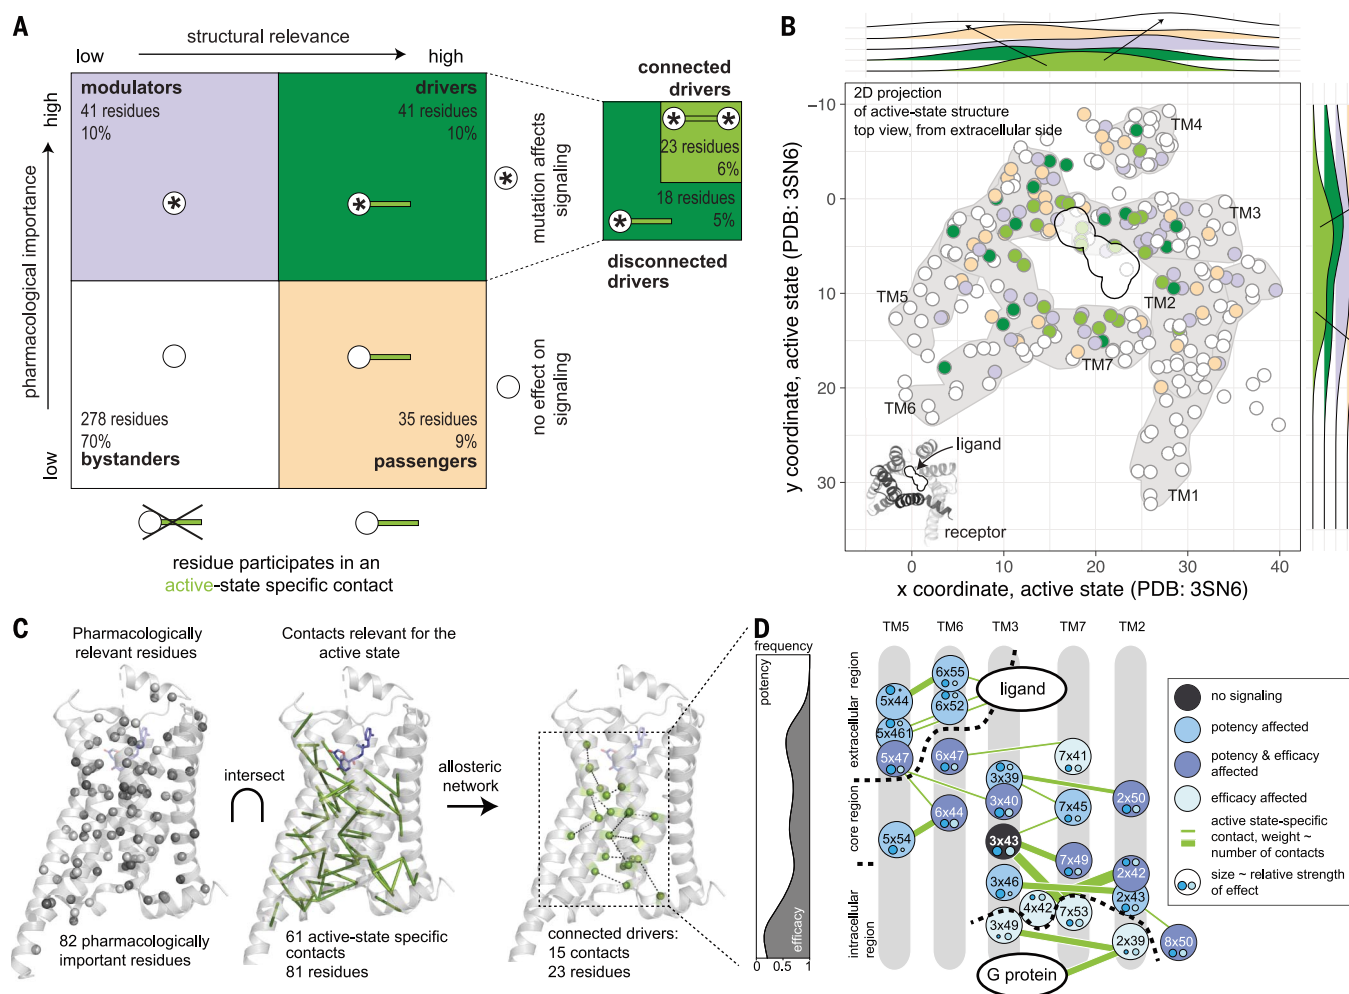 A
structural relevance
low
high
pharmacological importance
high
low
modulators
41 residues
10%
drivers
41 residues
10%
278 residues
70%
bystanders
35 residues
9%
passengers
mutation affects
signaling
no effect on
signaling
connected
drivers
23 residues
6%
18 residues
5%
disconnected
drivers
residue participates in an
active-state specific contact
B
2D projection
of active-state structure
top view, from extracellular side
TM4
TM3
TM5
TM2
TM7
TM6
TM1
ligand
receptor
y coordinate, active state (PDB: 3SN6)
−10
0
10
20
30
0
10
20
30
40
x coordinate, active state (PDB: 3SN6)
C
Pharmacologically
relevant residues
82 pharmacologically
important residues
intersect
Contacts relevant for the
active state
61 active-state specific
contacts
81 residues
allosteric
network
connected drivers:
15 contacts
23 residues
D
frequency
potency
efficacy
0
0.5
1
TM5
TM6
TM3
TM7
TM2
extracellular
region
core region
intracellular
region
ligand
G protein
6x55
5x44
6x52
5x461
5x47
6x47
7x41
3x39
2x50
3x40
7x45
6x44
5x54
3x43
7x49
2x42
3x46
2x43
4x42
7x53
3x49
2x39
8x50
no signaling
potency affected
potency & efficacy
affected
efficacy affected
active state-specific
contact, weight ~
number of contacts
size ~ relative strength
of effect